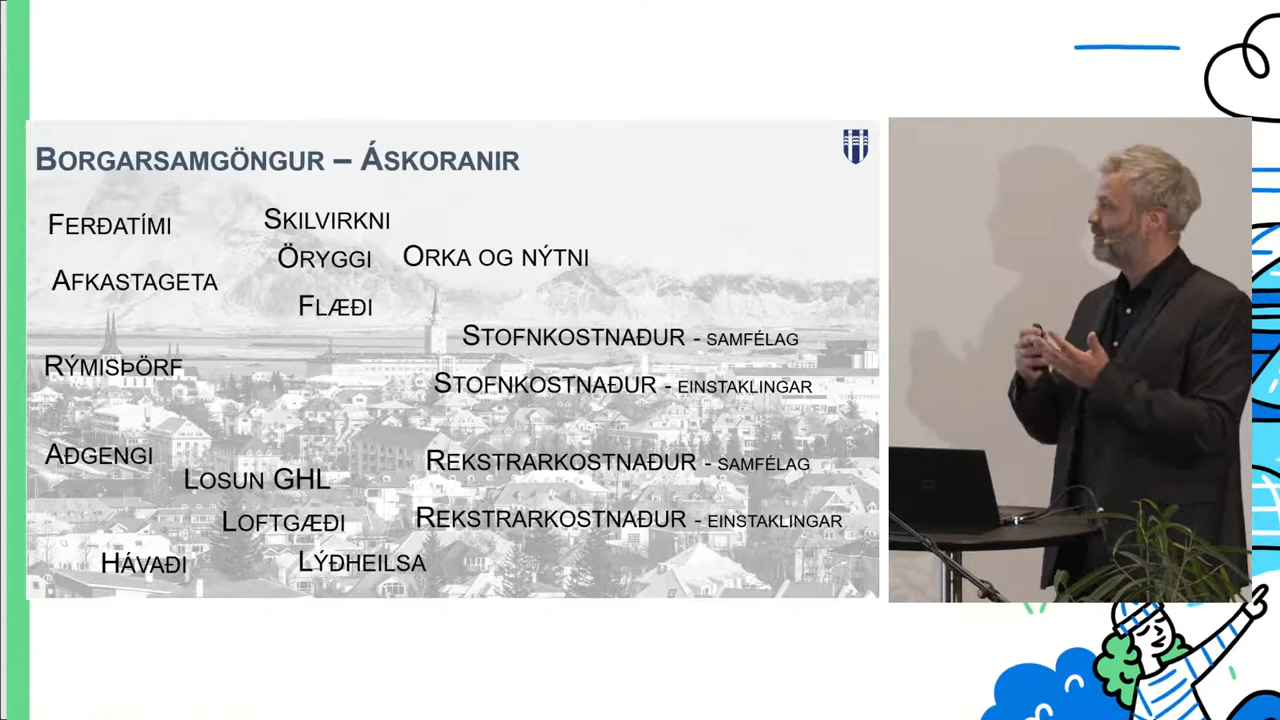 BORGARSAMGÖNGUR – ÁSKORANIR
FERÐATÍMI
SKILVIRKNI
ÖRYGGI
ORKA OG NÝTNI
AFKASTAGETA
FLÆÐI
STOFNKOSTNAÐUR - SAMFÉLAG
RÝMISÞÖRF
STOFNKOSTNAÐUR - EINSTAKLINGAR
AÐGENGI
REKSTRARKOSTNAÐUR - SAMFÉLAG
LOSUN GHL
LOFTGÆÐI
REKSTRARKOSTNAÐUR - EINSTAKLINGAR
HÁVAÐI
LÝÐHEILSA